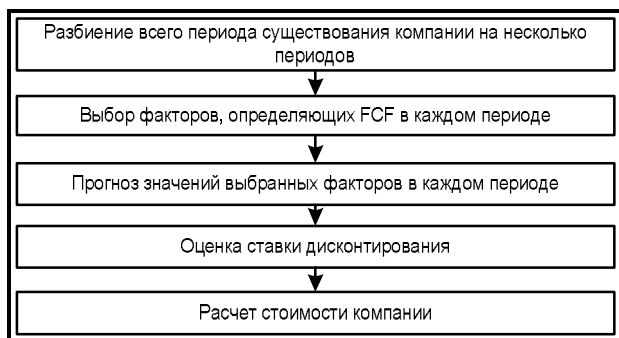 Разбиение всего периода существования компании на несколько
периодов
Выбор факторов, определяющих FCF в каждом периоде
Прогноз значений выбранных факторов в каждом периоде
Оценка ставки дисконтирования
Расчет стоимости компании